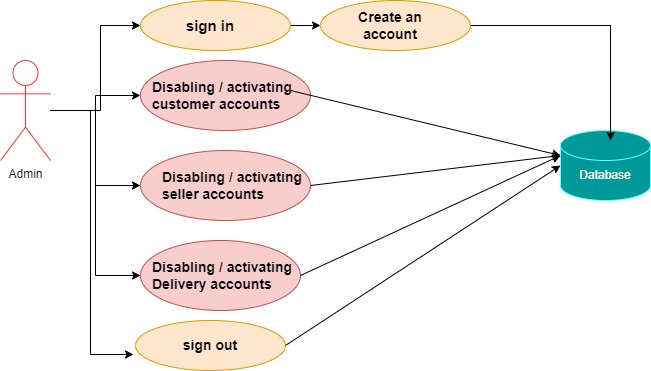 sign in
Create an
account
Disabling / activating
customer accounts
Admin
Disabling / activating
seller accounts
Database
Disabling / activating
Delivery accounts
sign out